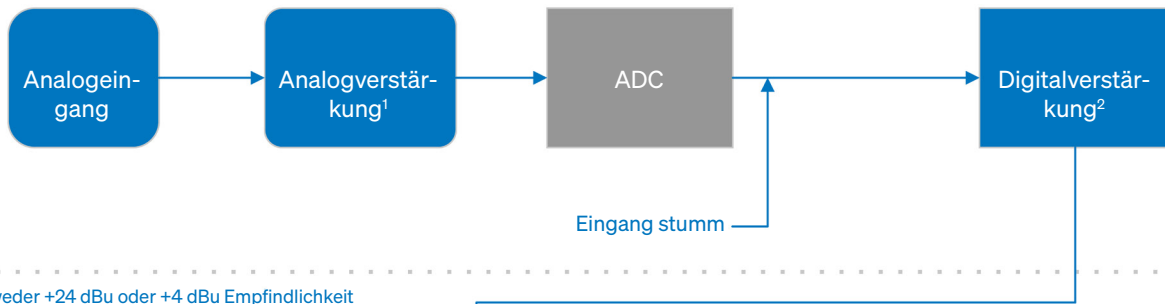 Analogein-
gang
Analogverstär-
kung¹
ADC
Digitalverstär-
kung²
Eingang stumm
+24 dBu oder +4 dBu Empfindlichkeit